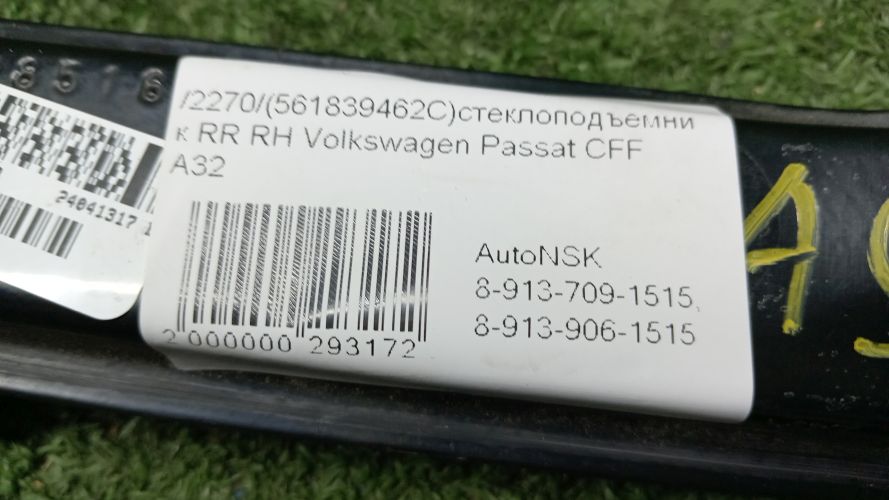 8516
24041317
/2270/(561839462C)стеклоподъемни
к RR RH Volkswagen Passat CFF
A32
2 000000 293172
AutoNSK
8-913-709-1515,
8-913-906-1515